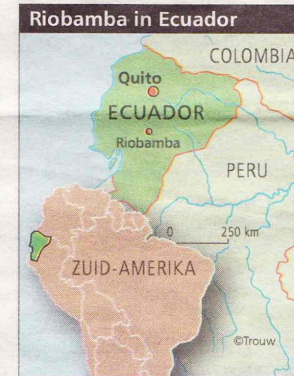 Riobamba in Ecuador
COLOMBIA
Quito
ECUADOR
Riobamba
PERU
0 250 km
ZUID-AMERIKA
©Trouw